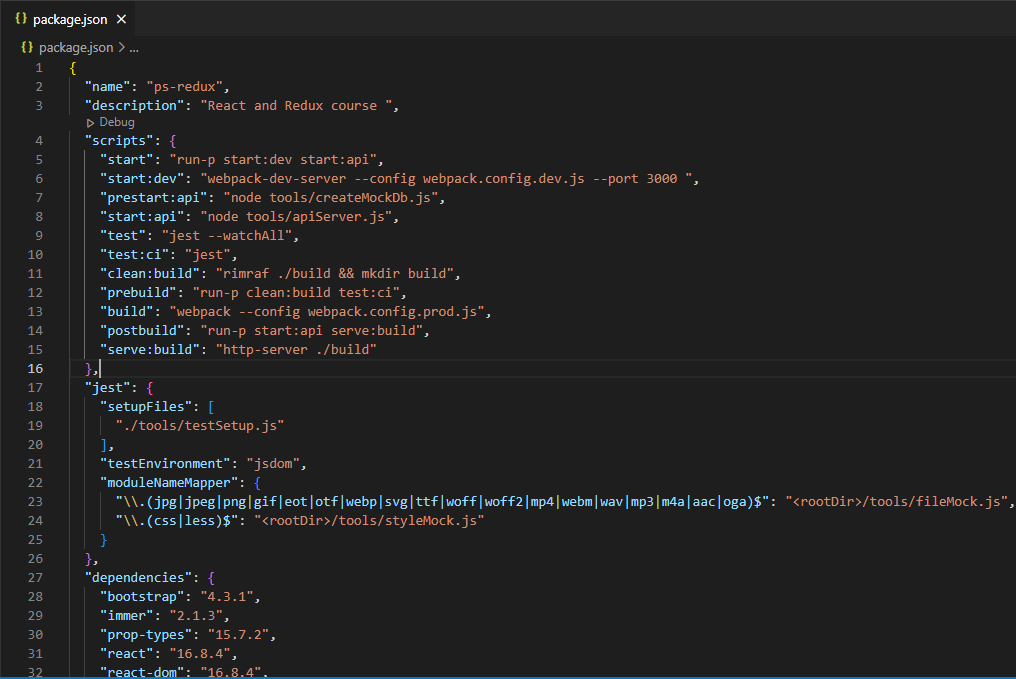 {} package.json ×
{} package.json > ...
1 {
2 "name": "ps-redux",
3 "description": "React and Redux course ",
Debug
4 "scripts": {
5 "start": "run-p start:dev start:api",
6 "start:dev": "webpack-dev-server --config webpack.config.dev.js --port 3000 ",
7 "prestart:api": "node tools/createMockDb.js",
8 "start:api": "node tools/apiServer.js",
9 "test": "jest --watchAll",
10 "test:ci": "jest",
11 "clean:build": "rimraf ./build && mkdir build",
12 "prebuild": "run-p clean:build test:ci",
13 "build": "webpack --config webpack.config.prod.js",
14 "postbuild": "run-p start:api serve:build",
15 "serve:build": "http-server ./build"
16 },
17 "jest": {
18 "setupFiles": [
19 "./tools/testSetup.js"
20 ],
21 "testEnvironment": "jsdom",
22 "moduleNameMapper": {
23 "\\.(jpg|jpeg|png|gif|eot|otf|webp|svg|ttf|woff|woff2|mp4|webm|wav|mp3|m4a|aac|oga)$": "<rootDir>/tools/fileMock.js",
24 "\\.(css|less)$": "<rootDir>/tools/styleMock.js"
25 }
26 },
27 "dependencies": {
28 "bootstrap": "4.3.1",
29 "immer": "2.1.3",
30 "prop-types": "15.7.2",
31 "react": "16.8.4",
32 "react-dom": "16.8.4",